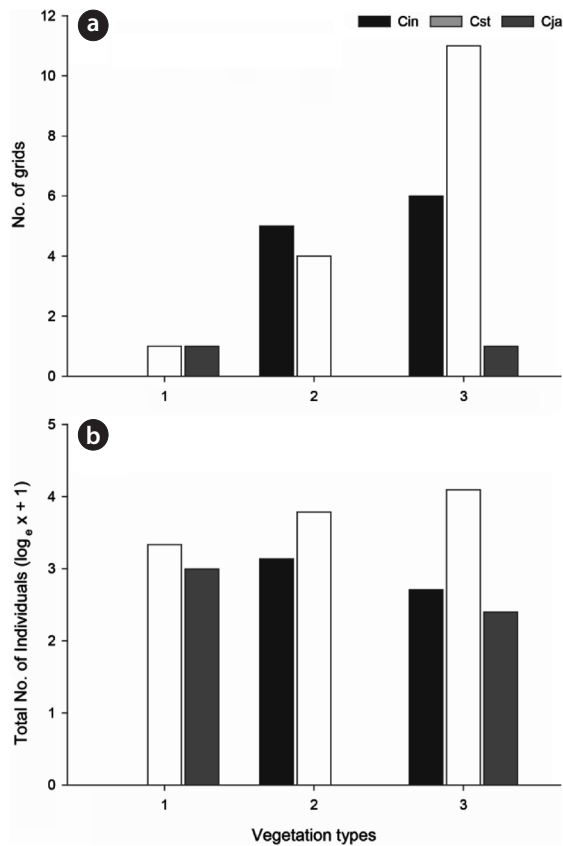 a
Cin Cst Cja
No. of grids
12
10
8
6
4
2
0
1 2 3
b
Total No. of Individuals (log e x + 1)
5
4
3
2
1
0
1 2 3
Vegetation types